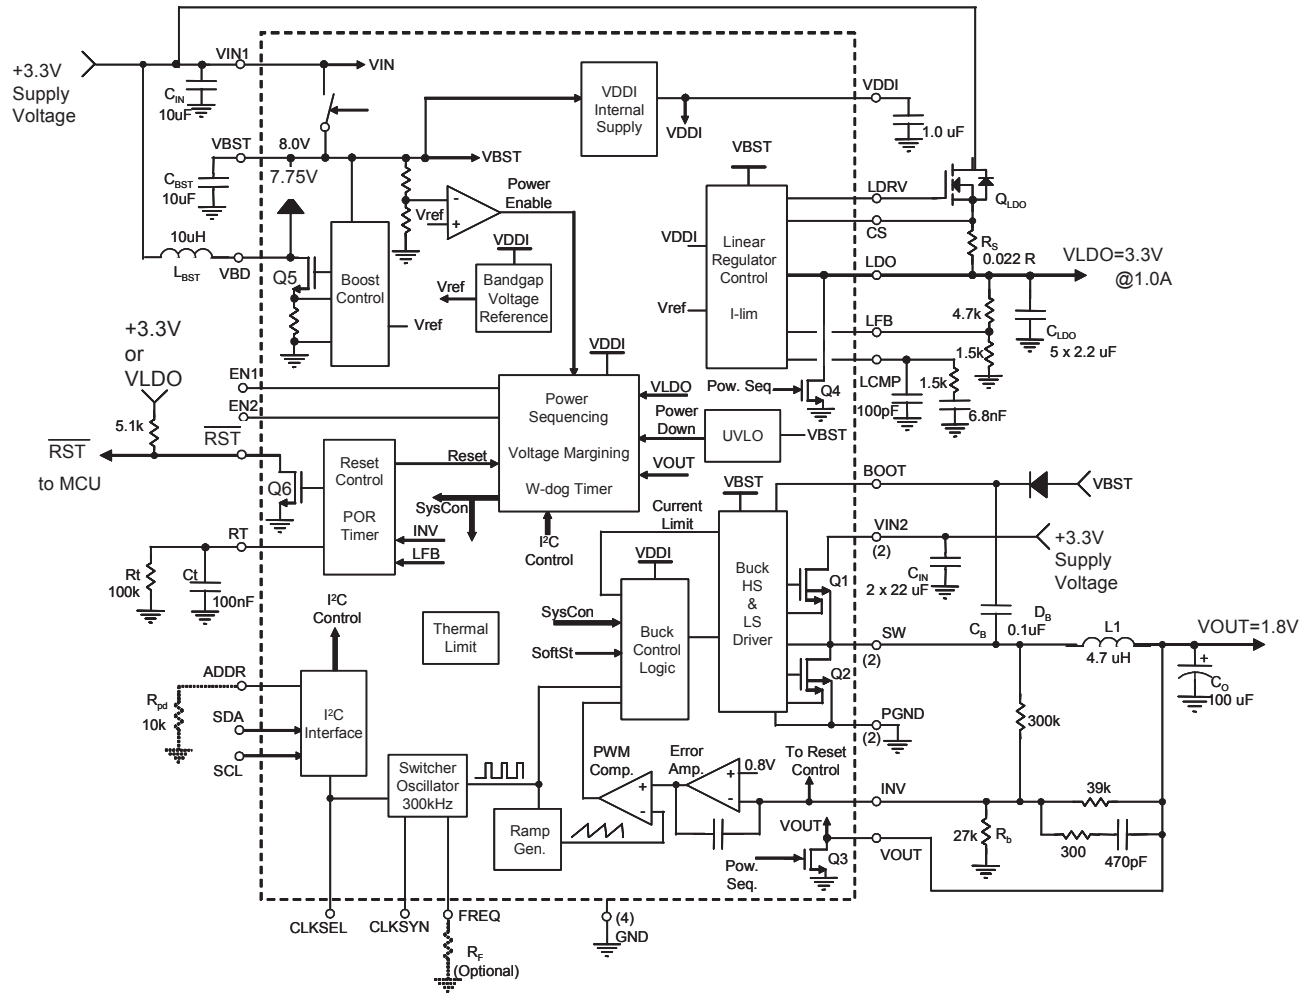 +3.3V
Supply
Voltage
VIN1
CIN
10uF
VIN
VBST
CBST
10uF
8.0V
7.75V
VBST
10uH
LBST
VBD
Q5
Boost
Control
Vref
Vref
-
+
Power
Enable
VDDI
Internal
Supply
VDDI
VDDI
1.0 uF
VDDI
Bandgap
Voltage
Reference
Vref
VBST
Linear
Regulator
Control
I-lim
VDDI
Vref
LDRV
CS
LDO
LFB
LCMP
QLDO
RS
0.022 R
VLDO=3.3V
@1.0A
4.7k
1.5k
CLDO
5 x 2.2 uF
1.5k
100pF
6.8nF
Pow. Seq.
Q4
+3.3V
or
VLDO
5.1k
RST
RST
to MCU
EN1
EN2
Q6
Reset
Control
POR
Timer
Reset
INV
LFB
VDDI
Power
Sequencing
Voltage Margining
W-dog Timer
VLDO
Power
Down
UVLO
VBST
VOUT
SysCon
I²C
Control
RT
Rt
100k
Ct
100nF
I²C
Control
Thermal
Limit
ADDR
Rpd
10k
SDA
SCL
I²C
Interface
Current
Limit
VDDI
SysCon
SoftSt
Buck
Control
Logic
VBST
Buck
HS
&
LS
Driver
Q1
Q2
BOOT
VBST
VIN2
(2)
CIN
2 x 22 uF
+3.3V
Supply
Voltage
SW
(2)
CB
0.1uF
DB
L1
4.7 uH
VOUT=1.8V
+
CO
100 uF
300k
PGND
(2)
Switcher
Oscillator
300kHz
Ramp
Gen.
PWM
Comp.
+
-
Error
Amp.
+
-
0.8V
To Reset
Control
INV
VOUT
VOUT
Pow.
Seq.
Q3
27k
Rb
39k
300
470pF
CLKSEL
CLKSYN
FREQ
RF
(Optional)
(4)
GND